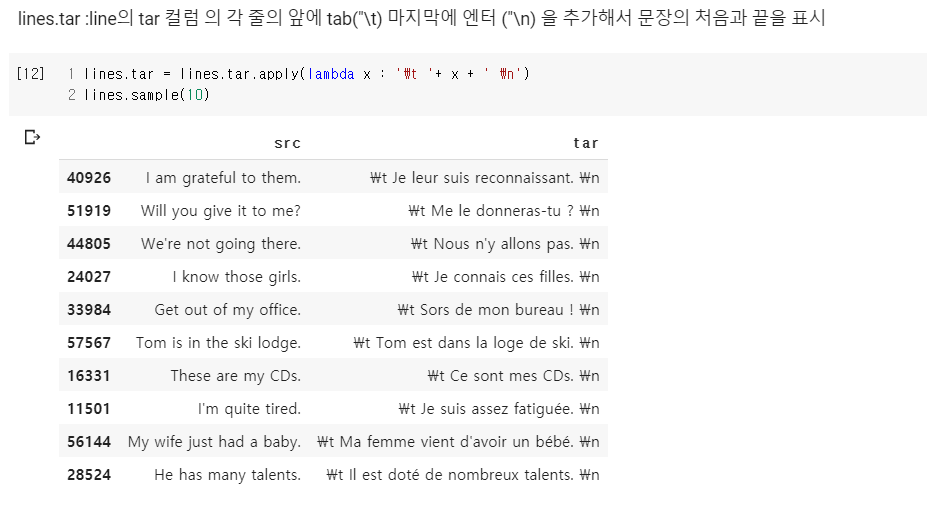 lines.tar :line의 tar 컬럼 의 각 줄의 앞에 tab("\t) 마지막에 엔터 ("\n) 을 추가해서 문장의 처음과 끝을 표시
[12] 1 lines.tar = lines.tar.apply(lambda x : '₩t '+ x + ' ₩n')
2 lines.sample(10)
src tar
40926 I am grateful to them. ₩t Je leur suis reconnaissant. ₩n
51919 Will you give it to me? ₩t Me le donneras-tu ? ₩n
44805 We're not going there. ₩t Nous n'y allons pas. ₩n
24027 I know those girls. ₩t Je connais ces filles. ₩n
33984 Get out of my office. ₩t Sors de mon bureau ! ₩n
57567 Tom is in the ski lodge. ₩t Tom est dans la loge de ski. ₩n
16331 These are my CDs. ₩t Ce sont mes CDs. ₩n
11501 I'm quite tired. ₩t Je suis assez fatiguée. ₩n
56144 My wife just had a baby. ₩t Ma femme vient d'avoir un bébé. ₩n
28524 He has many talents. ₩t Il est doté de nombreux talents. ₩n